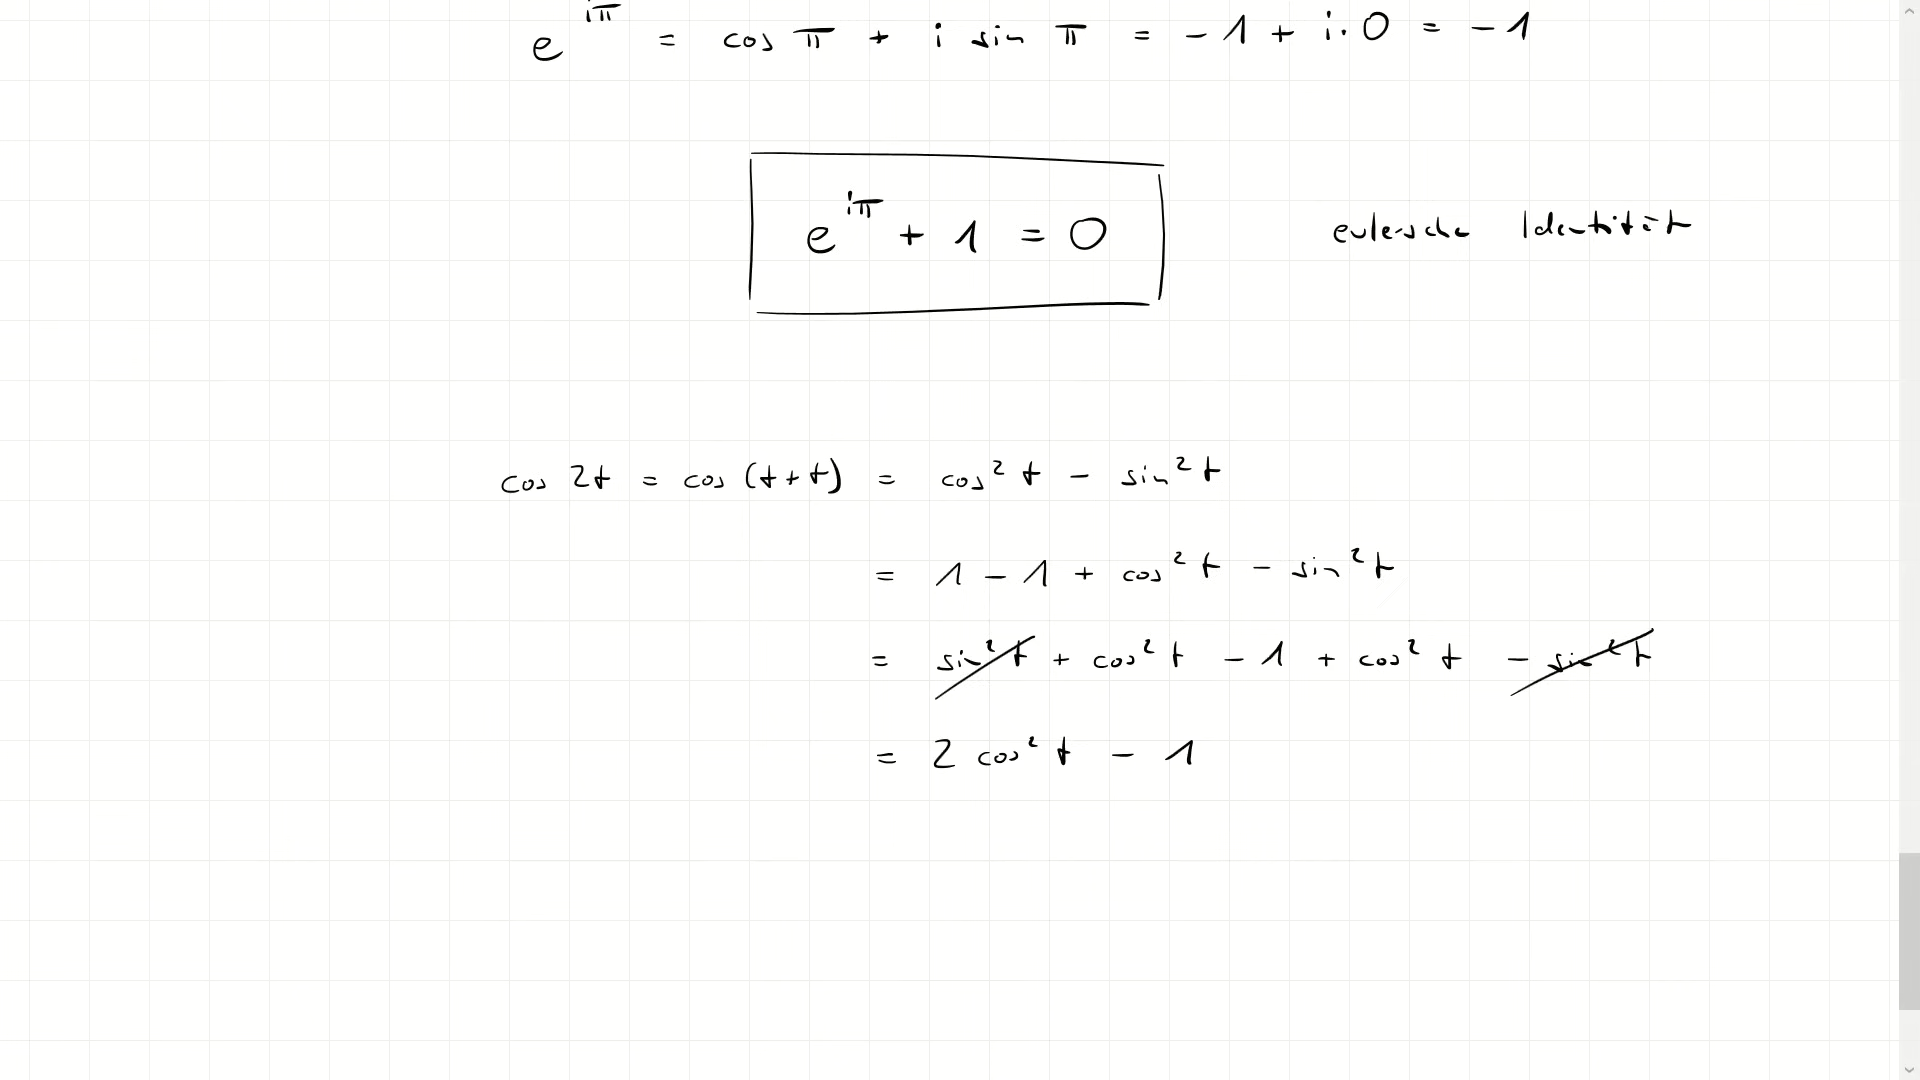 e^{iπ} = cos π + i sin π = -1 + i·0 = -1
e^{iπ} + 1 = 0 eulersche Identität
cos 2t = cos (t+t) = cos² t - sin² t
= 1 - 1 + cos² t - sin² t
= sin² t + cos² t - 1 + cos² t - sin² t
= 2 cos² t - 1